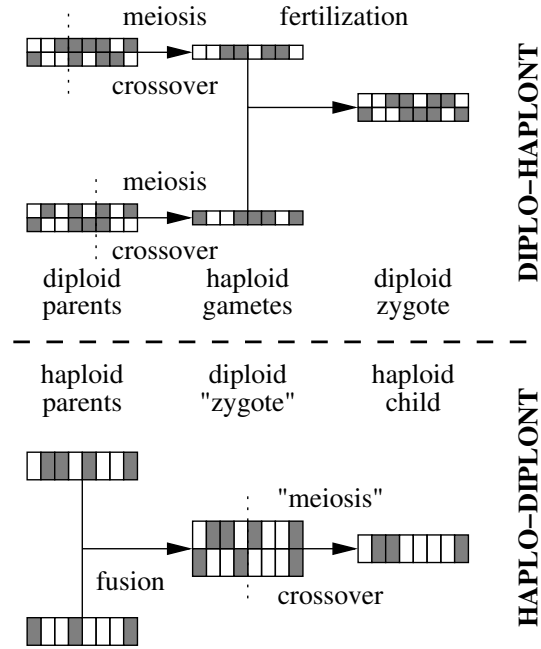 meiosis fertilization
crossover
meiosis
crossover
diploid haploid diploid
parents gametes zygote
DIPLO–HAPLONT
haploid diploid haploid
parents "zygote" child
"meiosis"
fusion crossover
HAPLO–DIPLONT